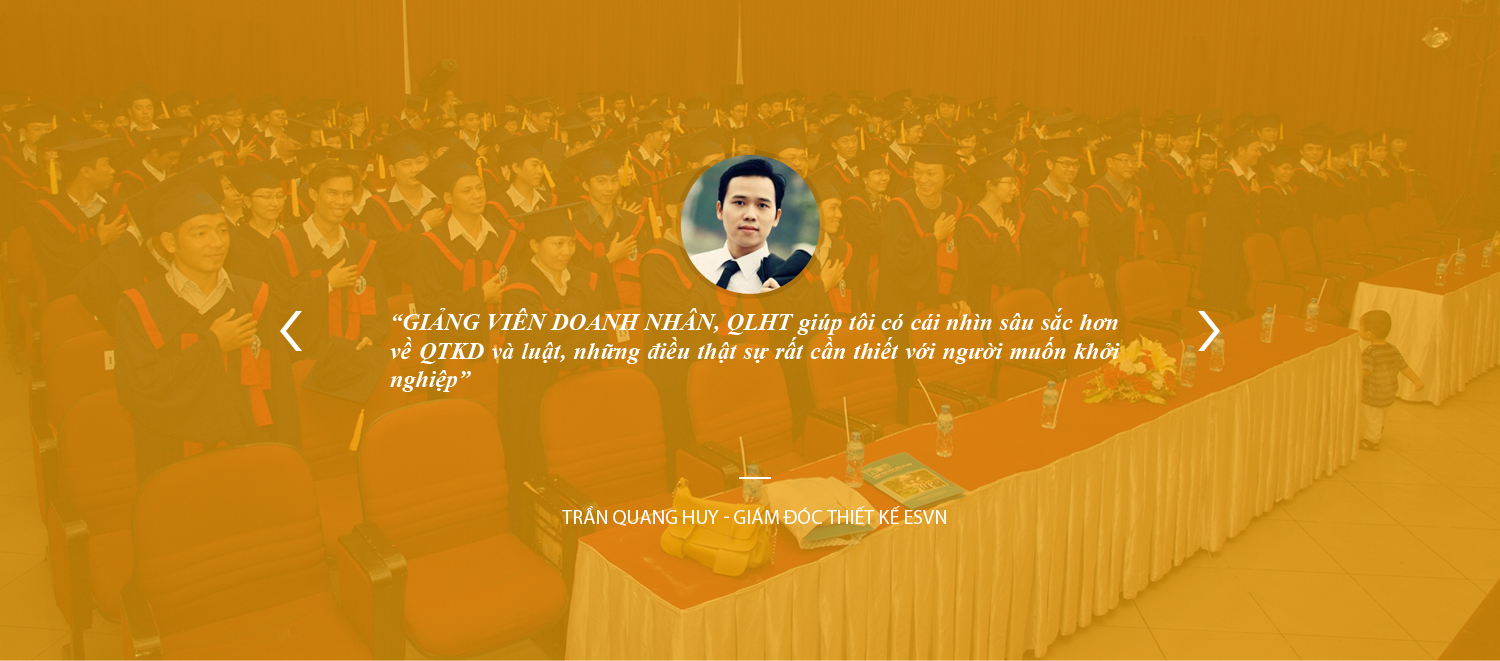 “GIẢNG VIÊN DOANH NHÂN, QLHT giúp tôi có cái nhìn sâu sắc hơn
về QTKD và luật, những điều thật sự rất cần thiết với người muốn khởi
nghiệp”
TRẦN QUANG HUY - GIÁM ĐÓC THIẾT KẾ ESVN